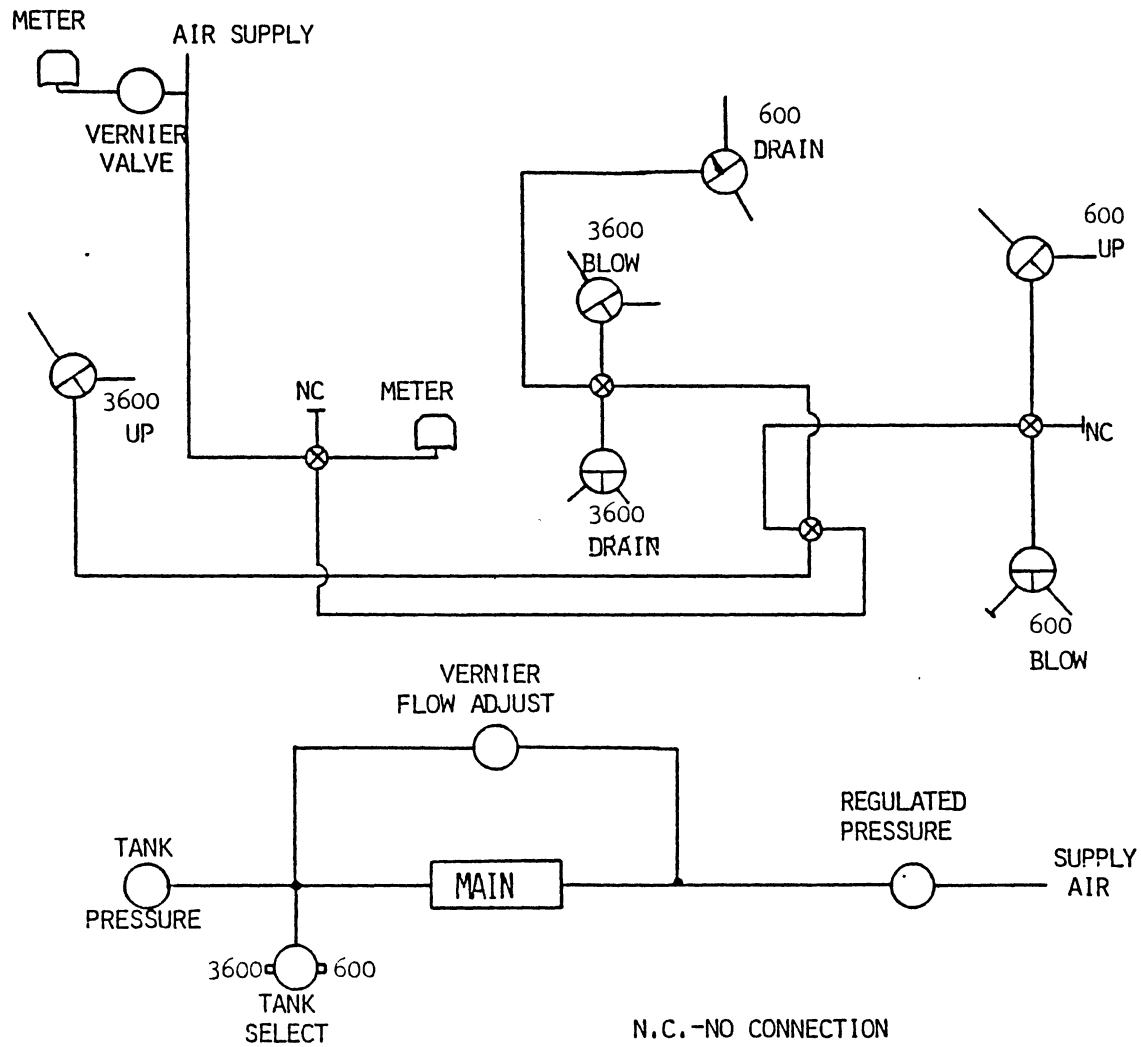 METER
AIR SUPPLY
VERNIER
VALVE
600
DRAIN
3600
BLOW
600
UP
3600
UP
NC
METER
NC
3600
DRAIN
600
BLOW
VERNIER
FLOW ADJUST
REGULATED
PRESSURE
TANK
PRESSURE
MAIN
SUPPLY
AIR
3600
600
TANK
SELECT
N.C.-NO CONNECTION